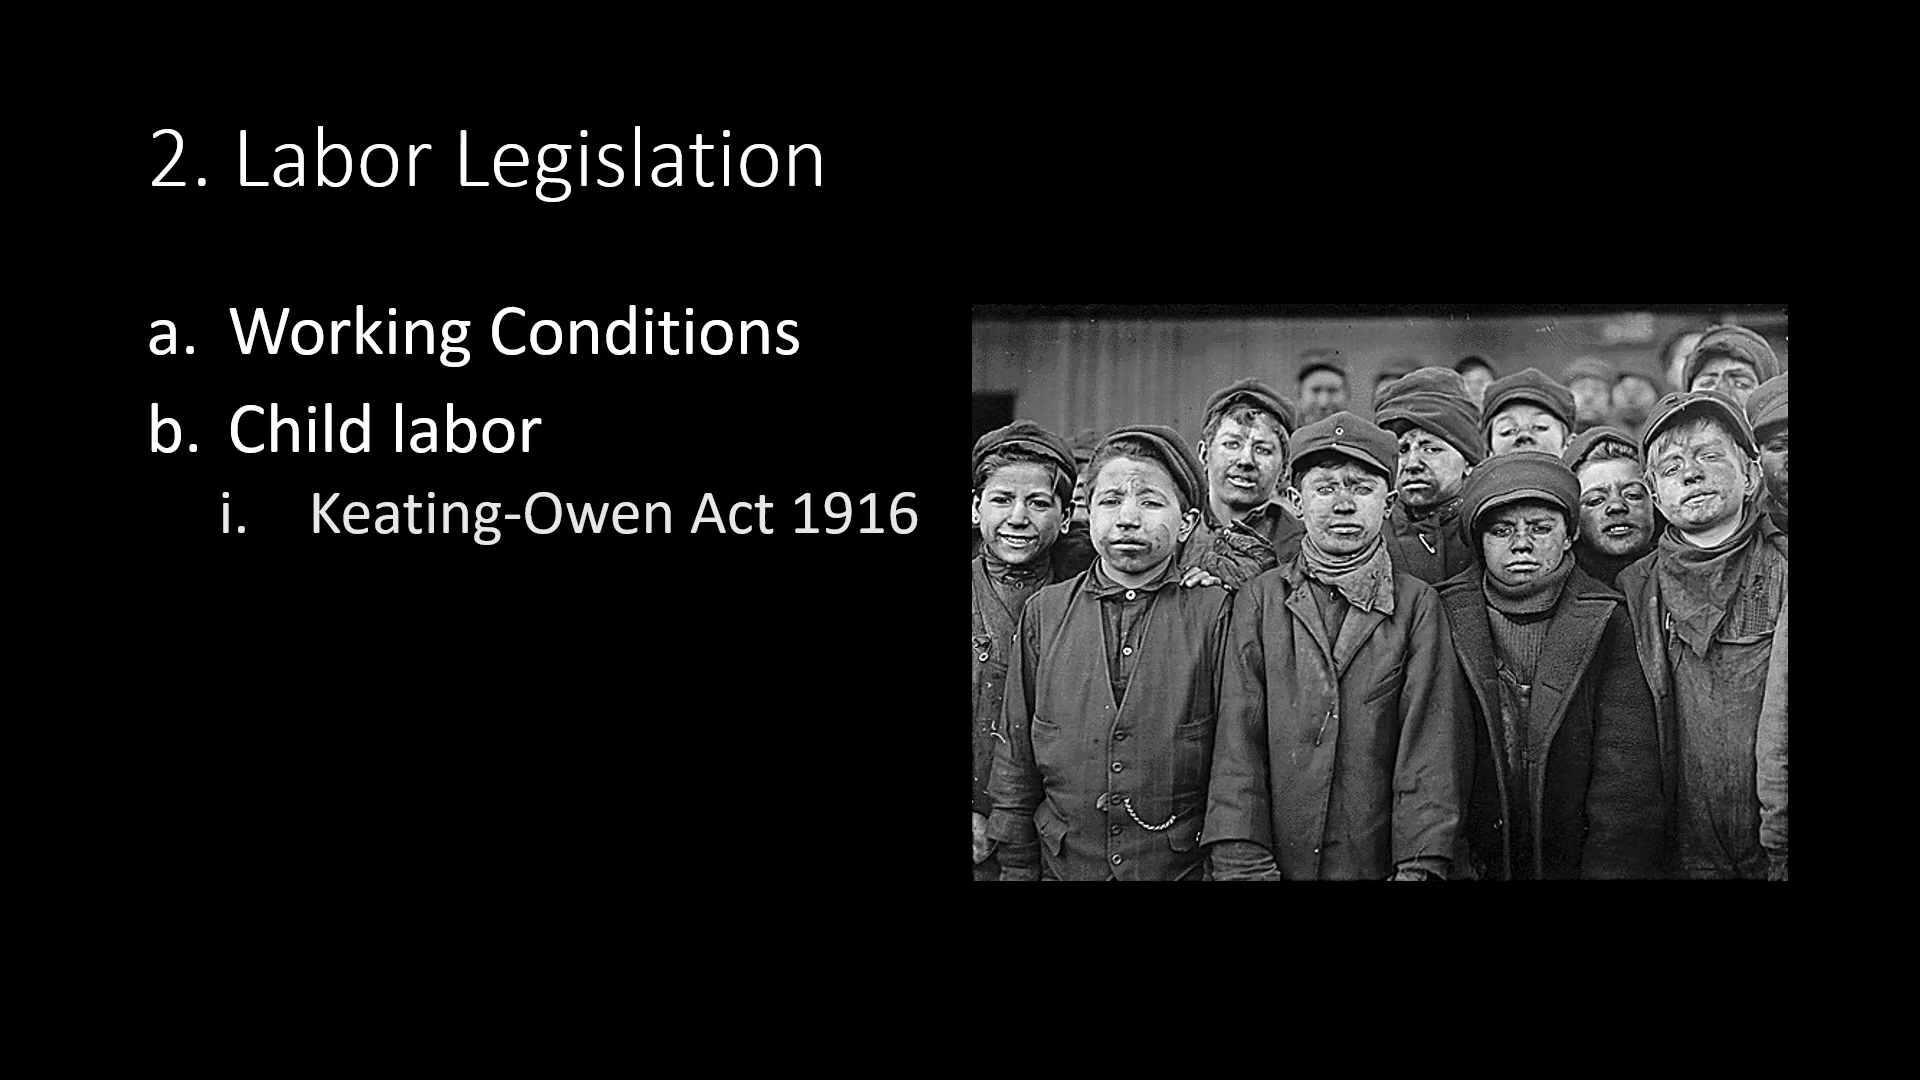 2. Labor Legislation
a. Working Conditions
b. Child labor
i. Keating-Owen Act 1916